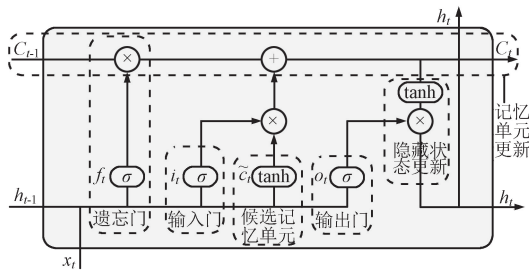 h_t
C_{t-1}
×
+
C_t
tanh
记忆
单元
更新
×
×
隐藏状
态更新
f_t
σ
i_t
σ
c̃_t
tanh
o_t
σ
h_{t-1}
h_t
遗忘门
输入门
候选记
忆单元
输出门
x_t